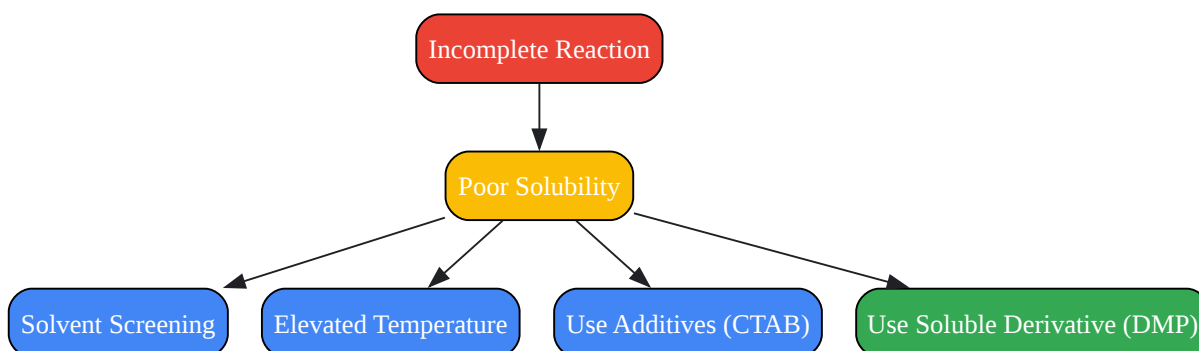 Incomplete Reaction
Poor Solubility
Solvent Screening
Elevated Temperature
Use Additives (CTAB)
Use Soluble Derivative (DMP)